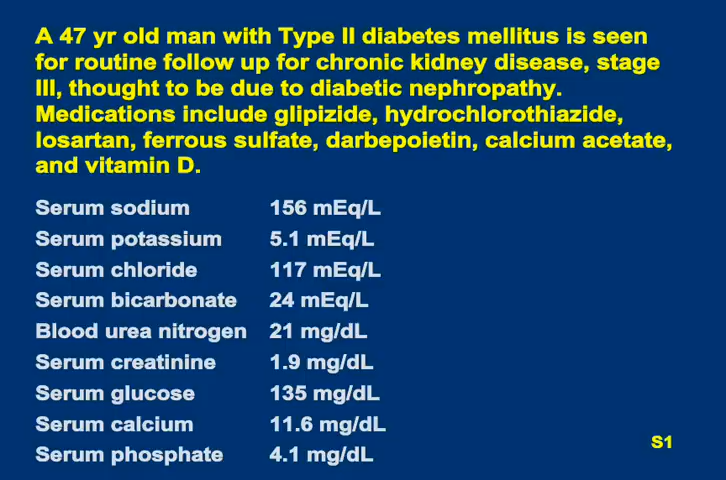 A 47 yr old man with Type II diabetes mellitus is seen
for routine follow up for chronic kidney disease, stage
III, thought to be due to diabetic nephropathy.
Medications include glipizide, hydrochlorothiazide,
losartan, ferrous sulfate, darbepoietin, calcium acetate,
and vitamin D.
Serum sodium 156 mEq/L
Serum potassium 5.1 mEq/L
Serum chloride 117 mEq/L
Serum bicarbonate 24 mEq/L
Blood urea nitrogen 21 mg/dL
Serum creatinine 1.9 mg/dL
Serum glucose 135 mg/dL
Serum calcium 11.6 mg/dL
Serum phosphate 4.1 mg/dL
S1